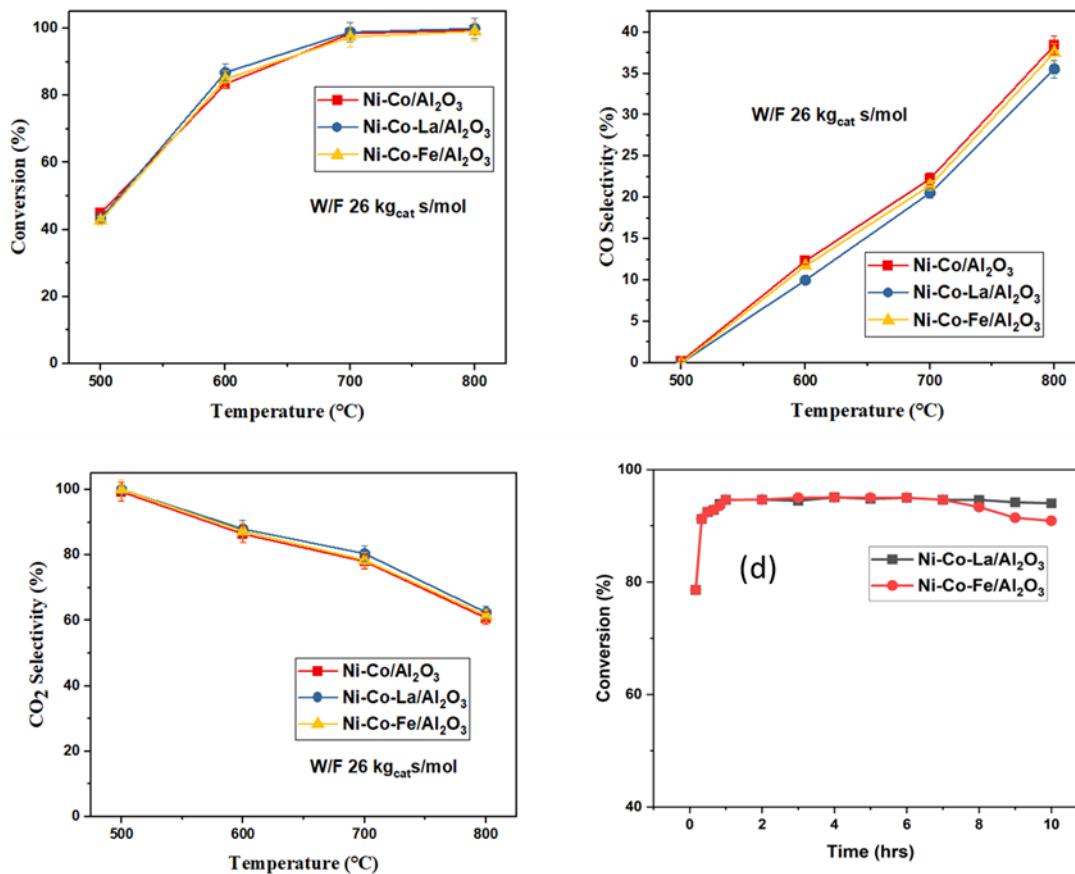 Conversion (%)
100
80
60
40
20
0
Ni-Co/Al₂O₃
Ni-Co-La/Al₂O₃
Ni-Co-Fe/Al₂O₃
W/F 26 kg_cat s/mol
500 600 700 800
Temperature (°C)
CO Selectivity (%)
40
35
30
25
20
15
10
5
0
W/F 26 kg_cat s/mol
Ni-Co/Al₂O₃
Ni-Co-La/Al₂O₃
Ni-Co-Fe/Al₂O₃
500 600 700 800
Temperature (°C)
CO₂ Selectivity (%)
100
80
60
40
20
0
Ni-Co/Al₂O₃
Ni-Co-La/Al₂O₃
Ni-Co-Fe/Al₂O₃
W/F 26 kg_cats/mol
500 600 700 800
Temperature (°C)
Conversion (%)
100
80
60
40
(d)
Ni-Co-La/Al₂O₃
Ni-Co-Fe/Al₂O₃
0 2 4 6 8 10
Time (hrs)